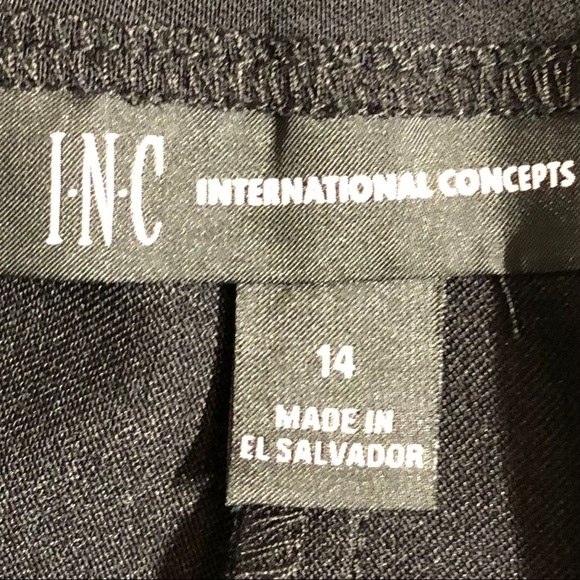 I·N·C INTERNATIONAL CONCEPTS
14
MADE IN
EL SALVADOR